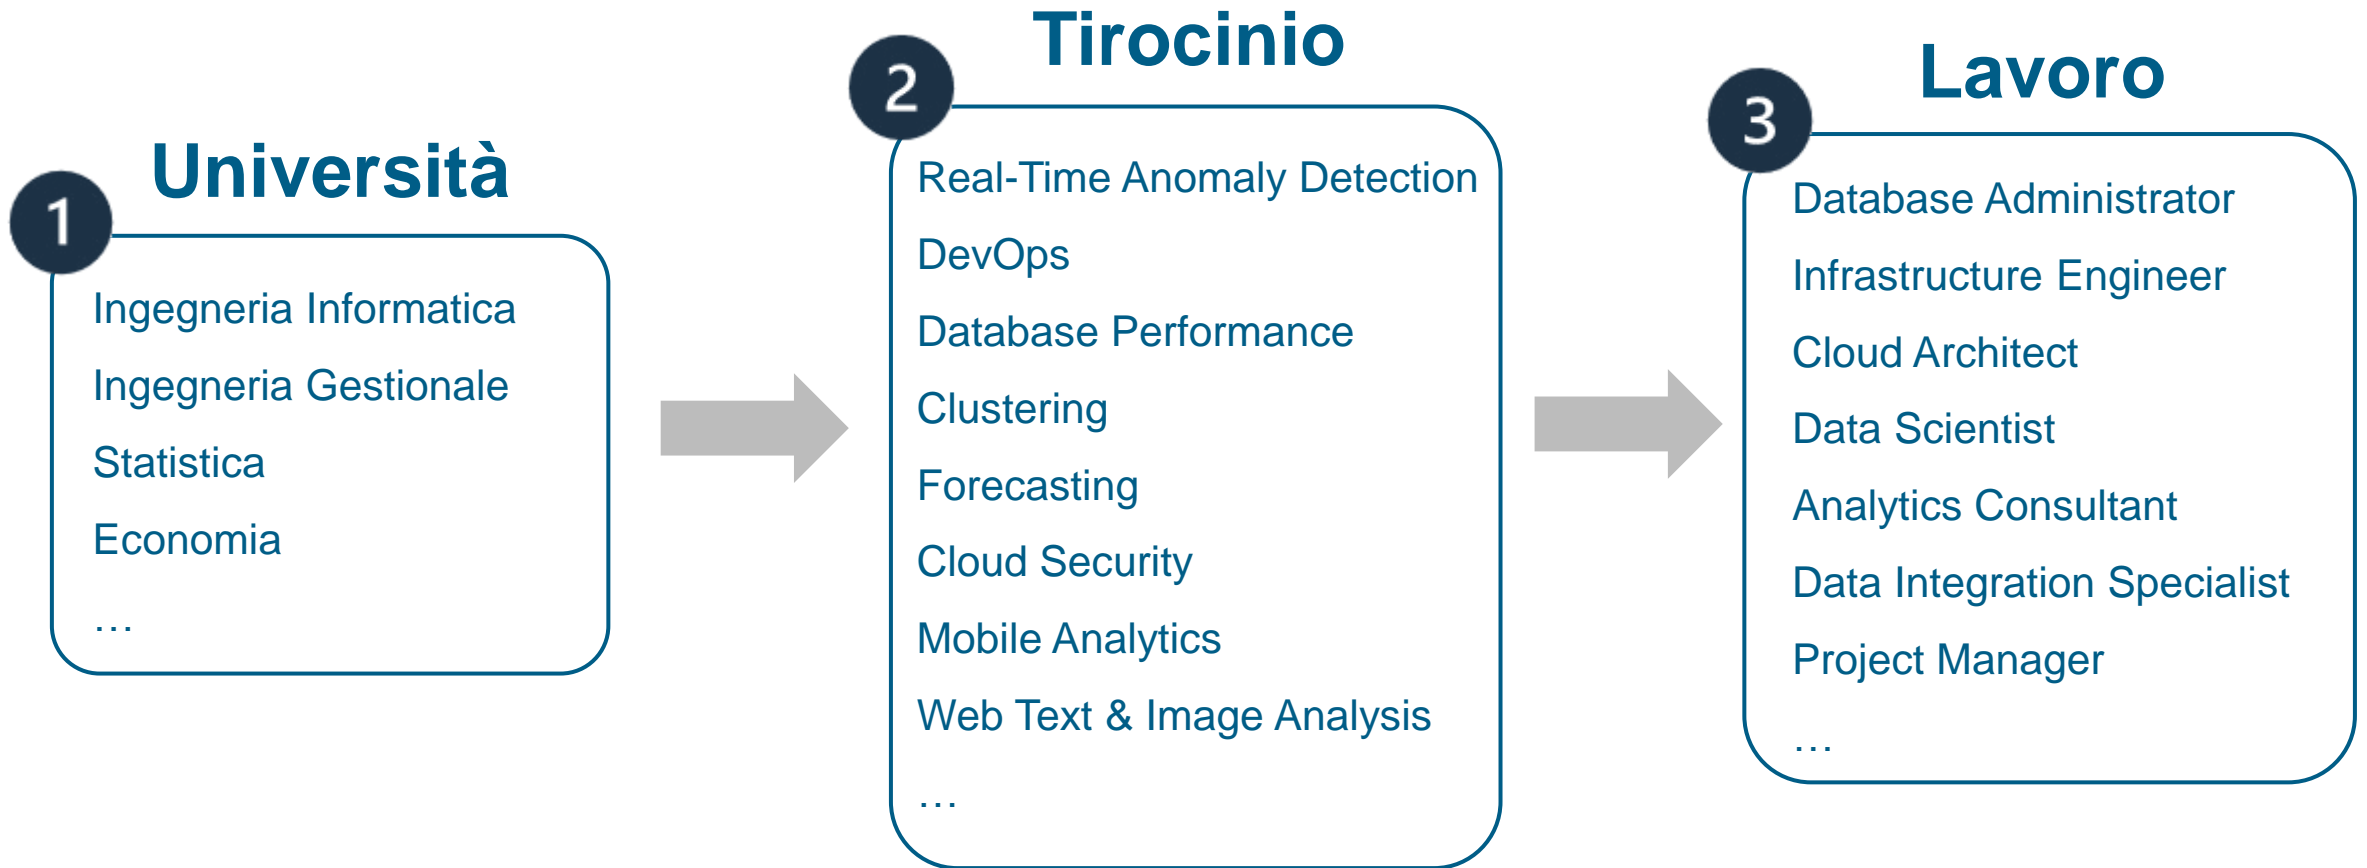 Università
1
Ingegneria Informatica
Ingegneria Gestionale
Statistica
Economia
…
Tirocinio
2
Real-Time Anomaly Detection
DevOps
Database Performance
Clustering
Forecasting
Cloud Security
Mobile Analytics
Web Text & Image Analysis
…
Lavoro
3
Database Administrator
Infrastructure Engineer
Cloud Architect
Data Scientist
Analytics Consultant
Data Integration Specialist
Project Manager
…